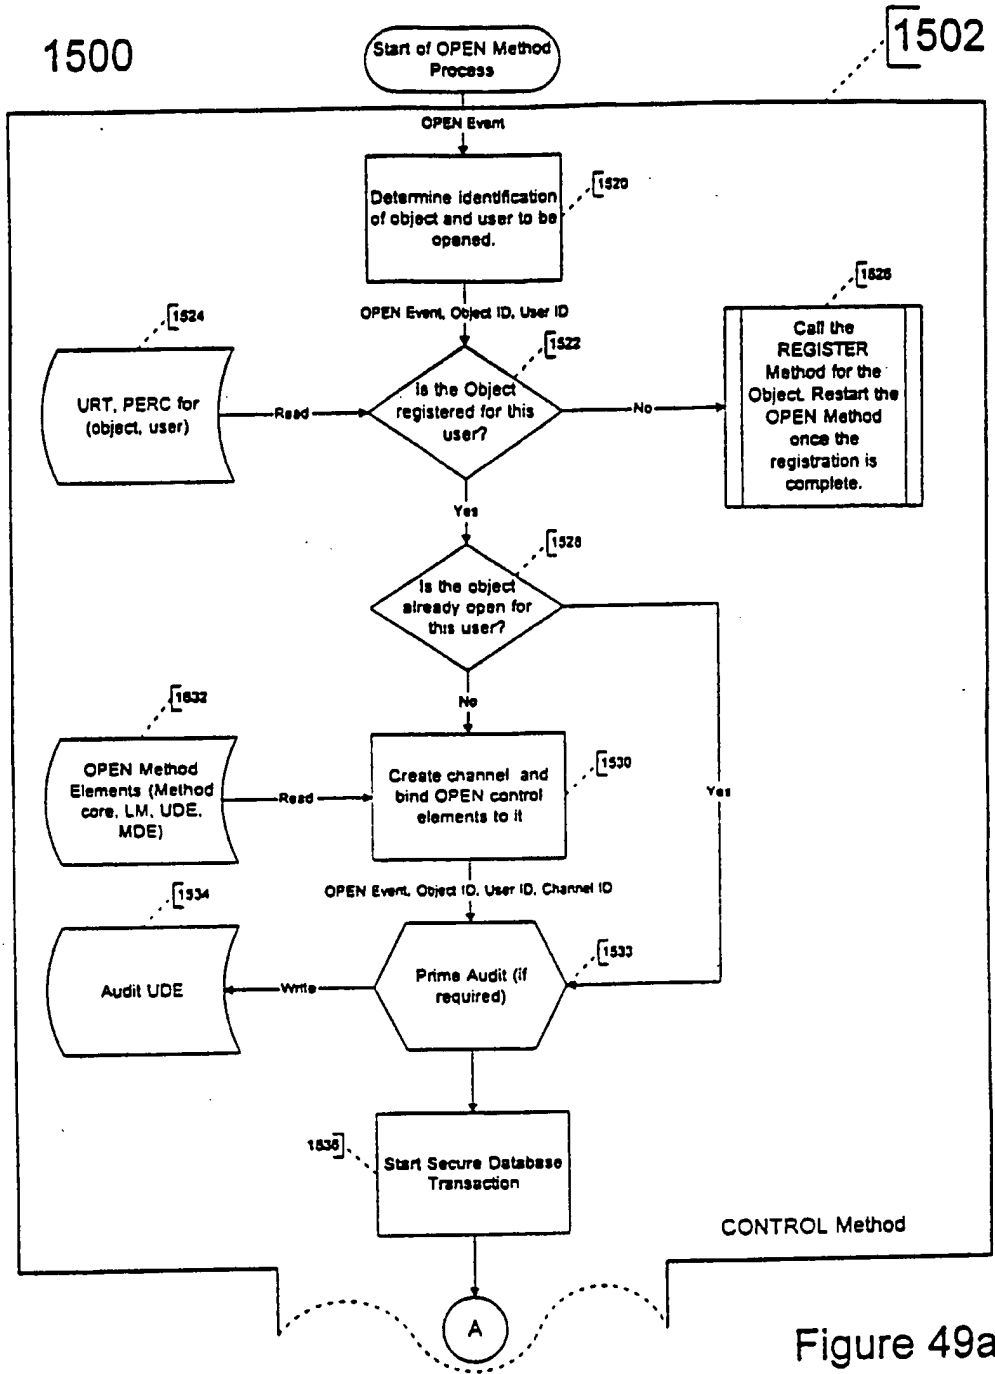 1500
Start of OPEN Method
Process
1502
OPEN Event
Determine identification
of object and user to be
opened.
1520
OPEN Event, Object ID, User ID
1524
URT, PERC for
(object, user)
Read
1522
Is the Object
registered for this
user?
No
1526
Call the
REGISTER
Method for the
Object. Restart the
OPEN Method
once the
registration is
complete.
Yes
1528
Is the object
already open for
this user?
No
Yes
1532
OPEN Method
Elements (Method
core, LM, UDE,
MDE)
Read
Create channel and
bind OPEN control
elements to it
1530
OPEN Event, Object ID, User ID, Channel ID
1534
Audit UDE
Write
Prime Audit (if
required)
1533
1536
Start Secure Database
Transaction
CONTROL Method
A
Figure 49a